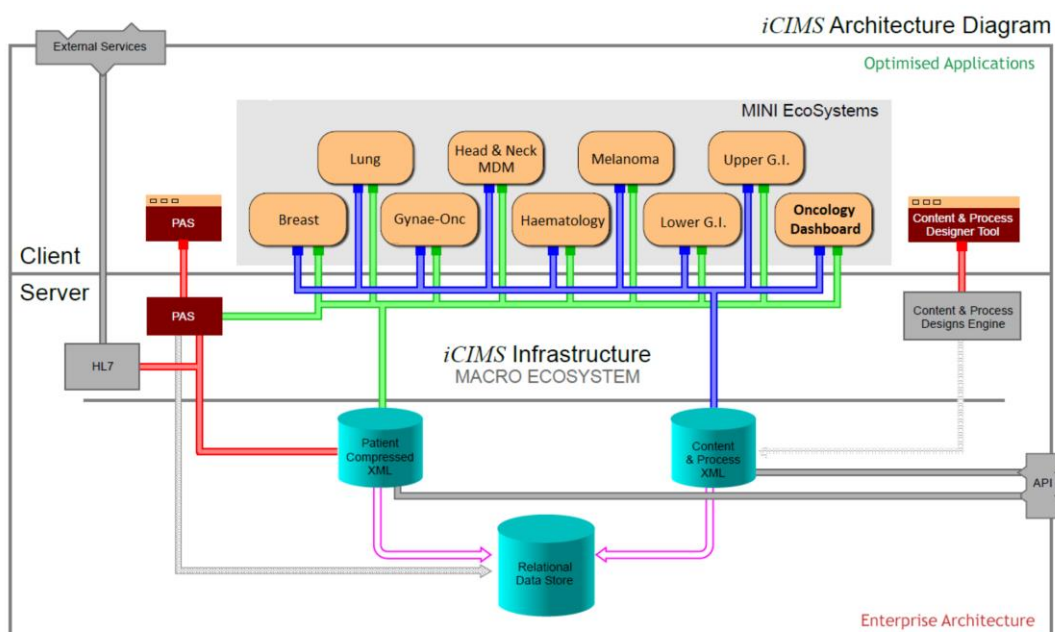 iCIMS Architecture Diagram
External Services
Optimised Applications
MINI EcoSystems
Lung
Head & Neck
MDM
Melanoma
Upper G.I.
Breast
Gynae-Onc
Haematology
Lower G.I.
Oncology
Dashboard
PAS
Content & Process
Designer Tool
Client
Server
PAS
Content & Process
Designs Engine
HL7
iCIMS Infrastructure
MACRO ECOSYSTEM
Patient
Compressed
XML
Content
& Process
XML
API
Relational
Data Store
Enterprise Architecture